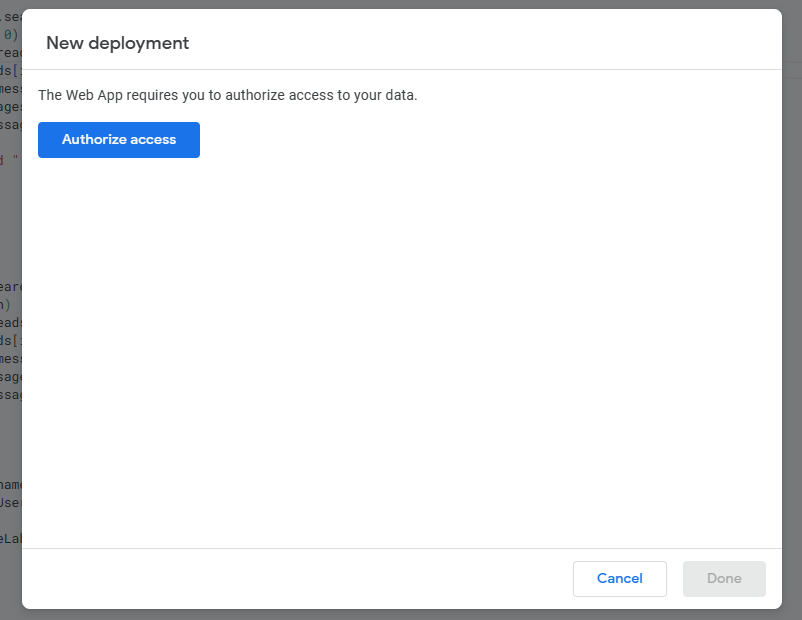 New deployment
The Web App requires you to authorize access to your data.
Authorize access
Cancel
Done